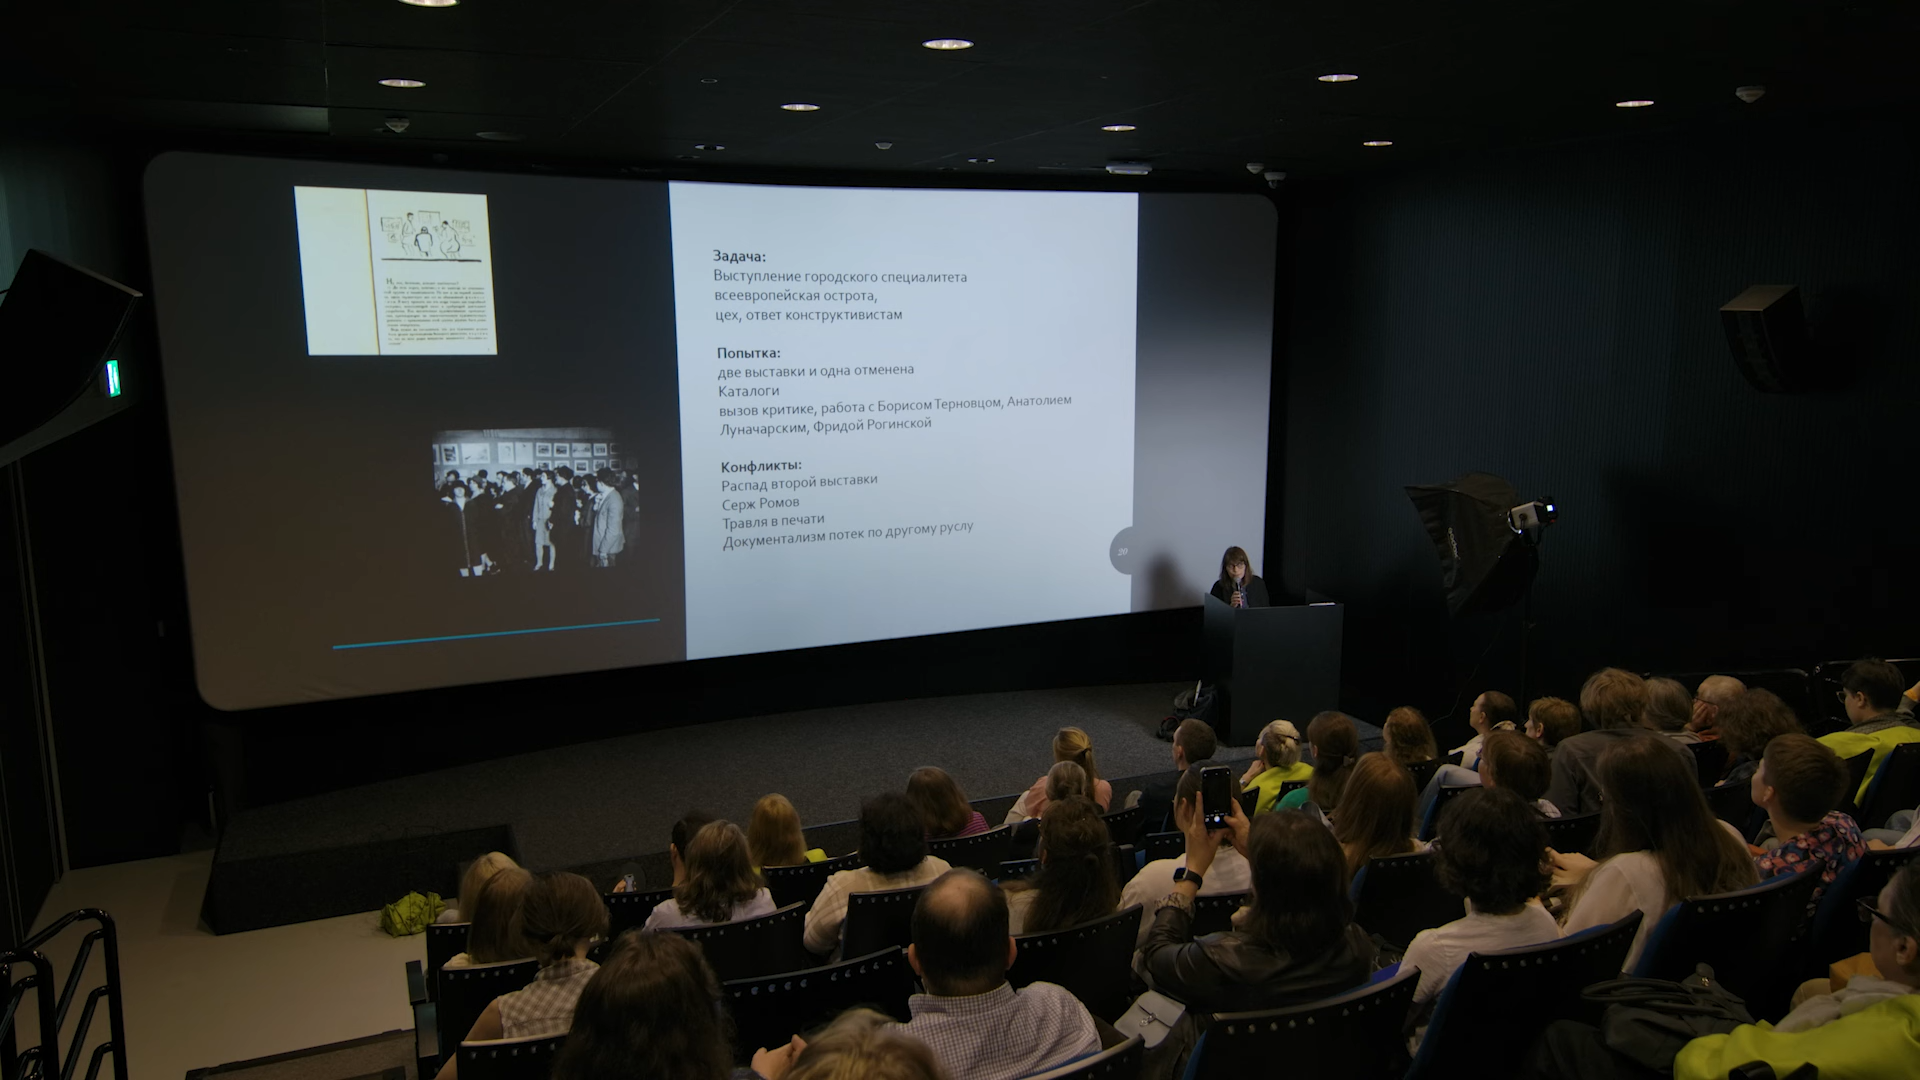 Задача:
Выступление городского специалитета
всеевропейская острота,
цех, ответ конструктивистам
Попытка:
две выставки и одна отменена
Каталоги
вызов критике, работа с Борисом Терновцом, Анатолием
Луначарским, Фридой Рогинской
Конфликты:
Распад второй выставки
Серж Ромов
Травля в печати
Документализм потек по другому руслу
20